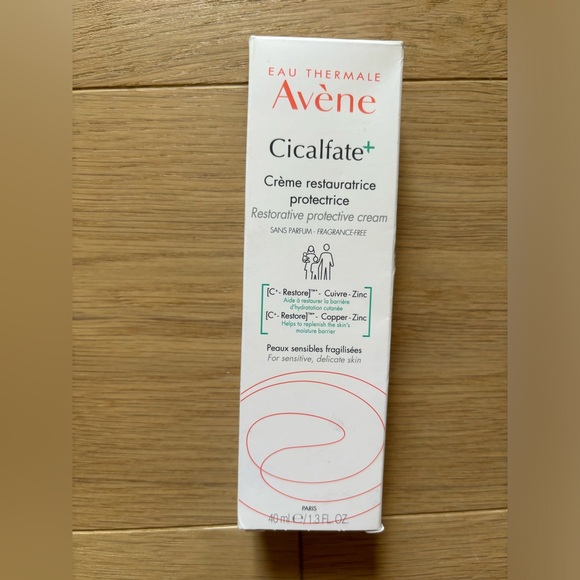 EAU THERMALE
Avène
Cicalfate+
Crème restauratrice
protectrice
Restorative protective cream
SANS PARFUM - FRAGRANCE-FREE
[C+- Restore]™* - Cuivre - Zinc
Aide à restaurer la barrière
d'hydratation cutanée
[C+- Restore]™* - Copper - Zinc
Helps to replenish the skin's
moisture barrier
Peaux sensibles fragilisées
For sensitive, delicate skin
PARIS
40 ml ℮/1.3 FL. OZ.